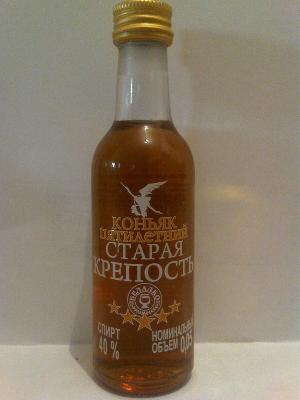 КОНЬЯК
ПЯТИЛЕТНИЙ
СТАРАЯ
КРЕПОСТЬ
СПИРТ
40 %
НОМИНАЛЬНЫЙ
ОБЪЕМ 0,05